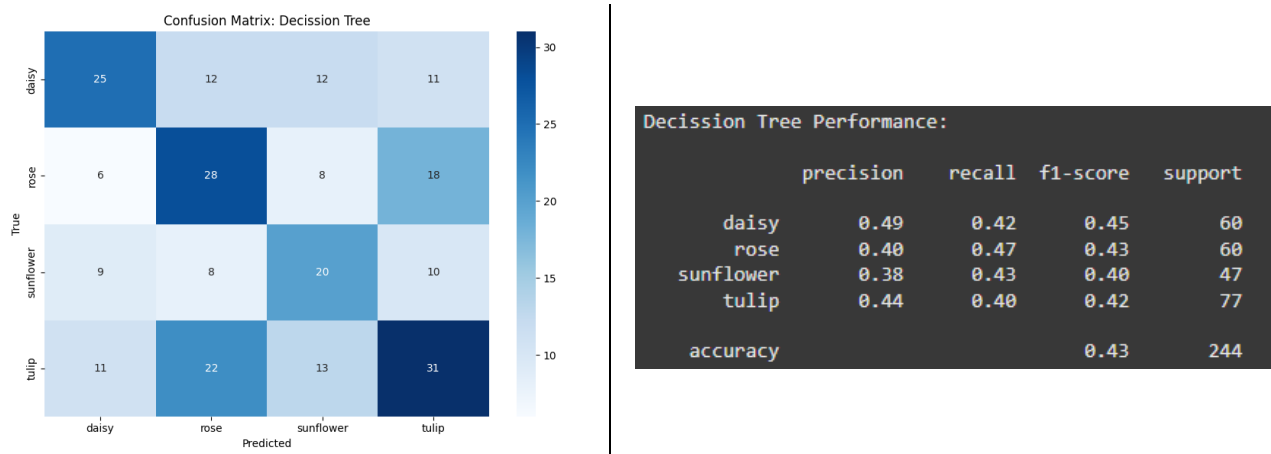 Confusion Matrix: Decission Tree
True
daisy 25 12 12 11
rose 6 28 8 18
sunflower 9 8 20 10
tulip 11 22 13 31
daisy rose sunflower tulip
Predicted
30
25
20
15
10
Decission Tree Performance:
precision recall f1-score support
daisy 0.49 0.42 0.45 60
rose 0.40 0.47 0.43 60
sunflower 0.38 0.43 0.40 47
tulip 0.44 0.40 0.42 77
accuracy 0.43 244